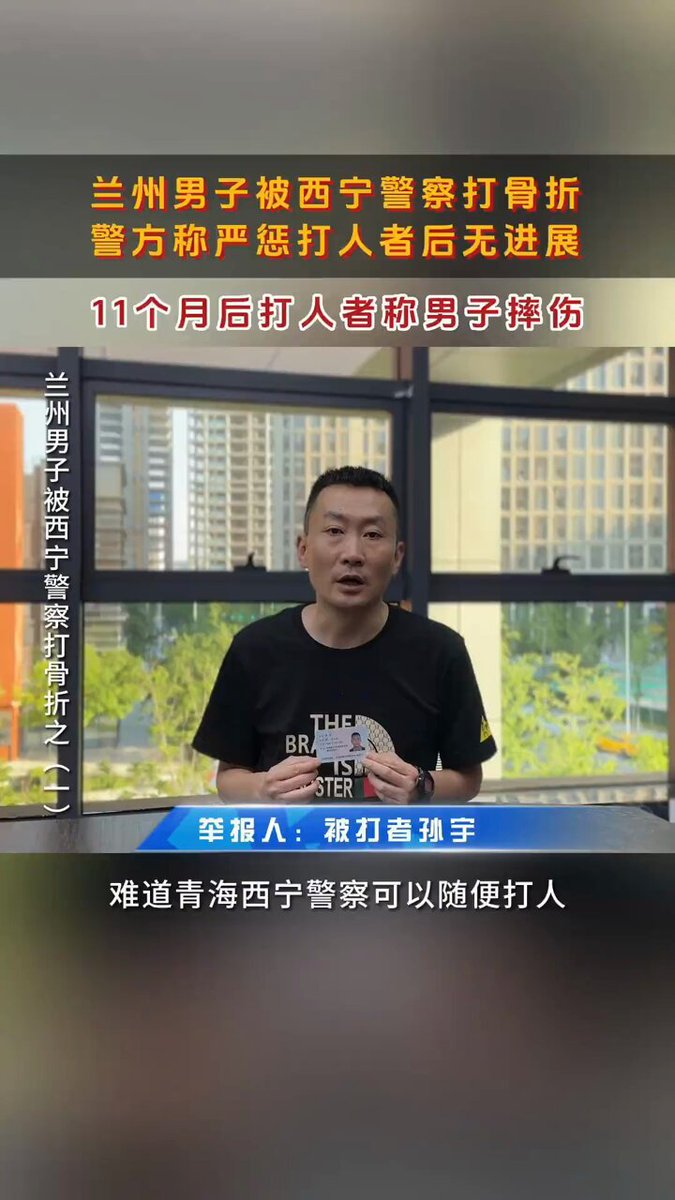 兰州男子被西宁警察打骨折
警方称严惩打人者后无进展
11个月后打人者称男子摔伤
兰州男子被西宁警察打骨折之（一）
THE
BRA
IS
STER
举报人：被打者孙宇
难道青海西宁警察可以随便打人